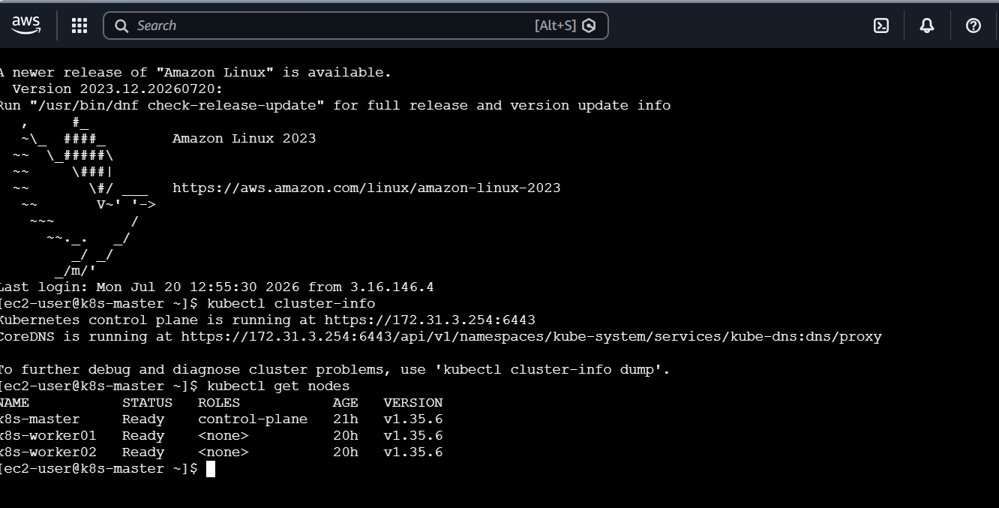 aws
Search [Alt+S]
A newer release of "Amazon Linux" is available.
  Version 2023.12.20260720:
Run "/usr/bin/dnf check-release-update" for full release and version update info
   ,     #_
   ~\_  ####_        Amazon Linux 2023
  ~~  \_#####\
  ~~     \###|
  ~~       \#/ ___   https://aws.amazon.com/linux/amazon-linux-2023
   ~~       V~' '->
    ~~~         /
      ~~._.   _/
         _/ _/
       _/m/'
Last login: Mon Jul 20 12:55:30 2026 from 3.16.146.4
[ec2-user@k8s-master ~]$ kubectl cluster-info
Kubernetes control plane is running at https://172.31.3.254:6443
CoreDNS is running at https://172.31.3.254:6443/api/v1/namespaces/kube-system/services/kube-dns:dns/proxy
To further debug and diagnose cluster problems, use 'kubectl cluster-info dump'.
[ec2-user@k8s-master ~]$ kubectl get nodes
NAME           STATUS   ROLES           AGE   VERSION
k8s-master     Ready    control-plane   21h   v1.35.6
k8s-worker01   Ready    <none>          20h   v1.35.6
k8s-worker02   Ready    <none>          20h   v1.35.6
[ec2-user@k8s-master ~]$